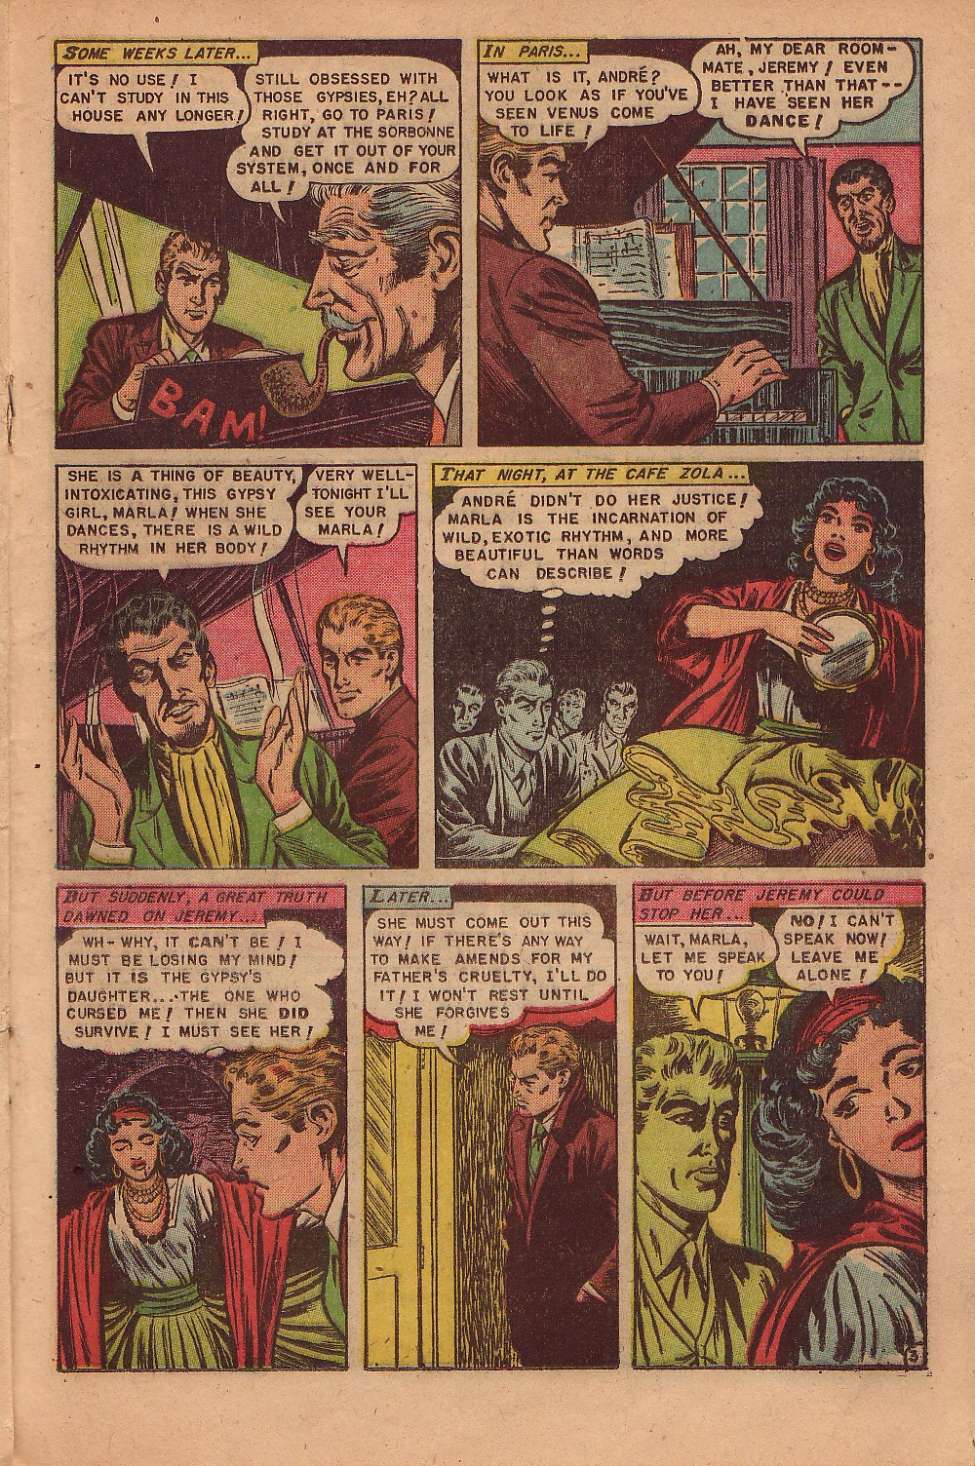 SOME WEEKS LATER...
IT'S NO USE! I
CAN'T STUDY IN THIS
HOUSE ANY LONGER!
STILL OBSESSED WITH
THOSE GYPSIES, EH? ALL
RIGHT, GO TO PARIS!
STUDY AT THE SORBONNE
AND GET IT OUT OF YOUR
SYSTEM, ONCE AND FOR
ALL!
BAM!
IN PARIS...
WHAT IS IT, ANDRÉ?
YOU LOOK AS IF YOU'VE
SEEN VENUS COME
TO LIFE!
AH, MY DEAR ROOM-
MATE, JEREMY! EVEN
BETTER THAN THAT--
I HAVE SEEN HER
DANCE!
SHE IS A THING OF BEAUTY,
INTOXICATING, THIS GYPSY
GIRL, MARLA! WHEN SHE
DANCES, THERE IS A WILD
RHYTHM IN HER BODY!
VERY WELL-
TONIGHT I'LL
SEE YOUR
MARLA!
THAT NIGHT, AT THE CAFÉ ZOLA...
ANDRÉ DIDN'T DO HER JUSTICE!
MARLA IS THE INCARNATION OF
WILD, EXOTIC RHYTHM, AND MORE
BEAUTIFUL THAN WORDS
CAN DESCRIBE!
BUT SUDDENLY, A GREAT TRUTH
DAWNED ON JEREMY...
WH-WHY, IT CAN'T BE! I
MUST BE LOSING MY MIND!
BUT IT IS THE GYPSY'S
DAUGHTER...THE ONE WHO
CURSED ME! THEN SHE DID
SURVIVE! I MUST SEE HER!
LATER...
SHE MUST COME OUT THIS
WAY! IF THERE'S ANY WAY
TO MAKE AMENDS FOR MY
FATHER'S CRUELTY, I'LL DO
IT! I WON'T REST UNTIL
SHE FORGIVES
ME!
BUT BEFORE JEREMY COULD
STOP HER...
WAIT, MARLA,
LET ME SPEAK
TO YOU!
NO! I CAN'T
SPEAK NOW!
LEAVE ME
ALONE!
3